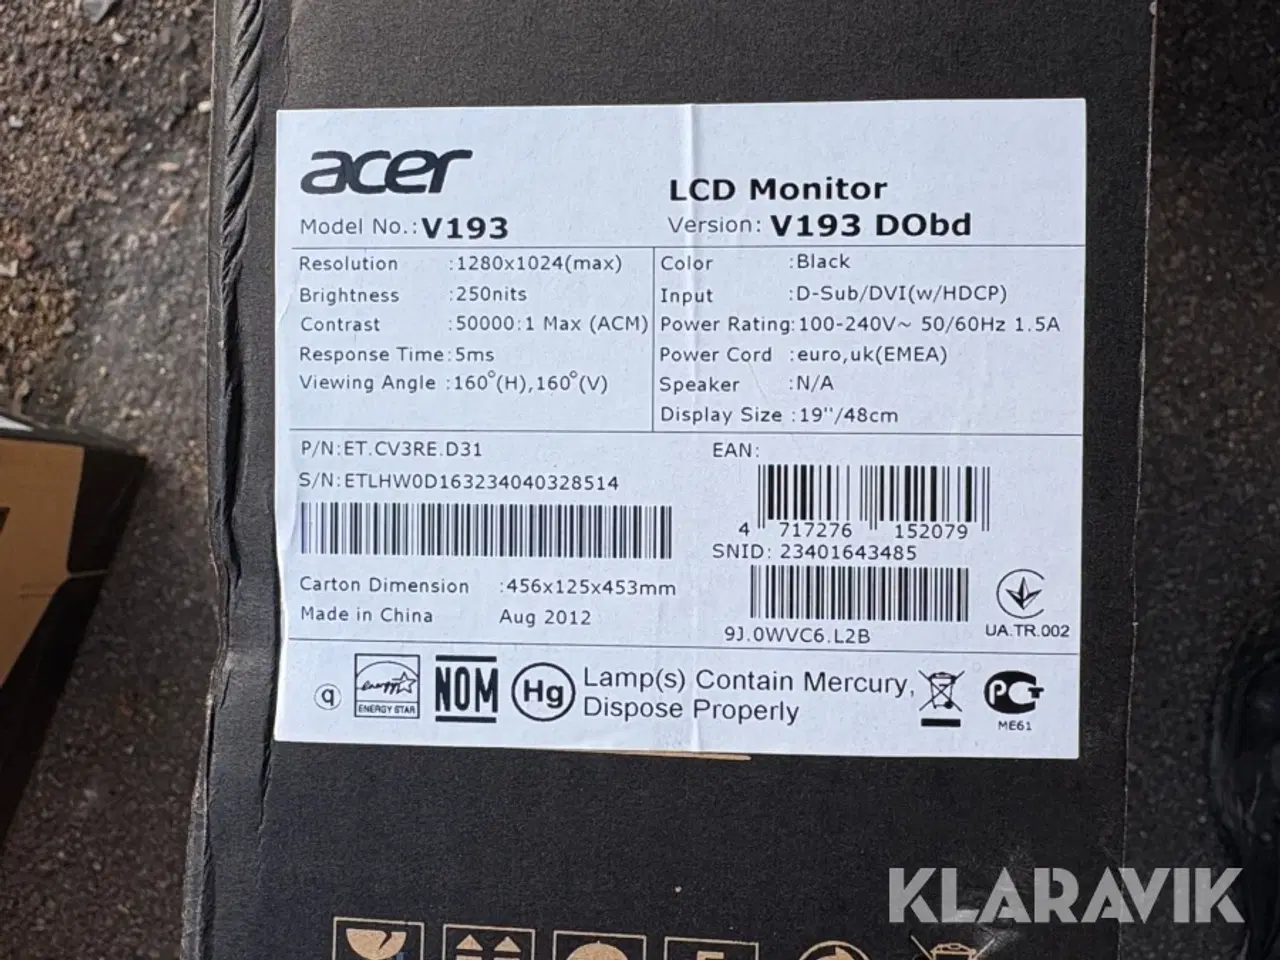 acer
Model No.: V193
LCD Monitor
Version: V193 DObd
Resolution :1280x1024(max)
Brightness :250nits
Contrast :50000:1 Max (ACM)
Response Time:5ms
Viewing Angle :160°(H),160°(V)
Color :Black
Input :D-Sub/DVI(w/HDCP)
Power Rating:100-240V~ 50/60Hz 1.5A
Power Cord :euro,uk(EMEA)
Speaker :N/A
Display Size :19''/48cm
P/N:ET.CV3RE.D31
S/N:ETLHW0D163234040328514
EAN:
4 717276 152079
SNID: 23401643485
9J.0WVC6.L2B
Carton Dimension :456x125x453mm
Made in China Aug 2012
UA.TR.002
q
energy
ENERGY STAR
NOM
Hg
Lamp(s) Contain Mercury,
Dispose Properly
PCT
ME61
KLARAVIK